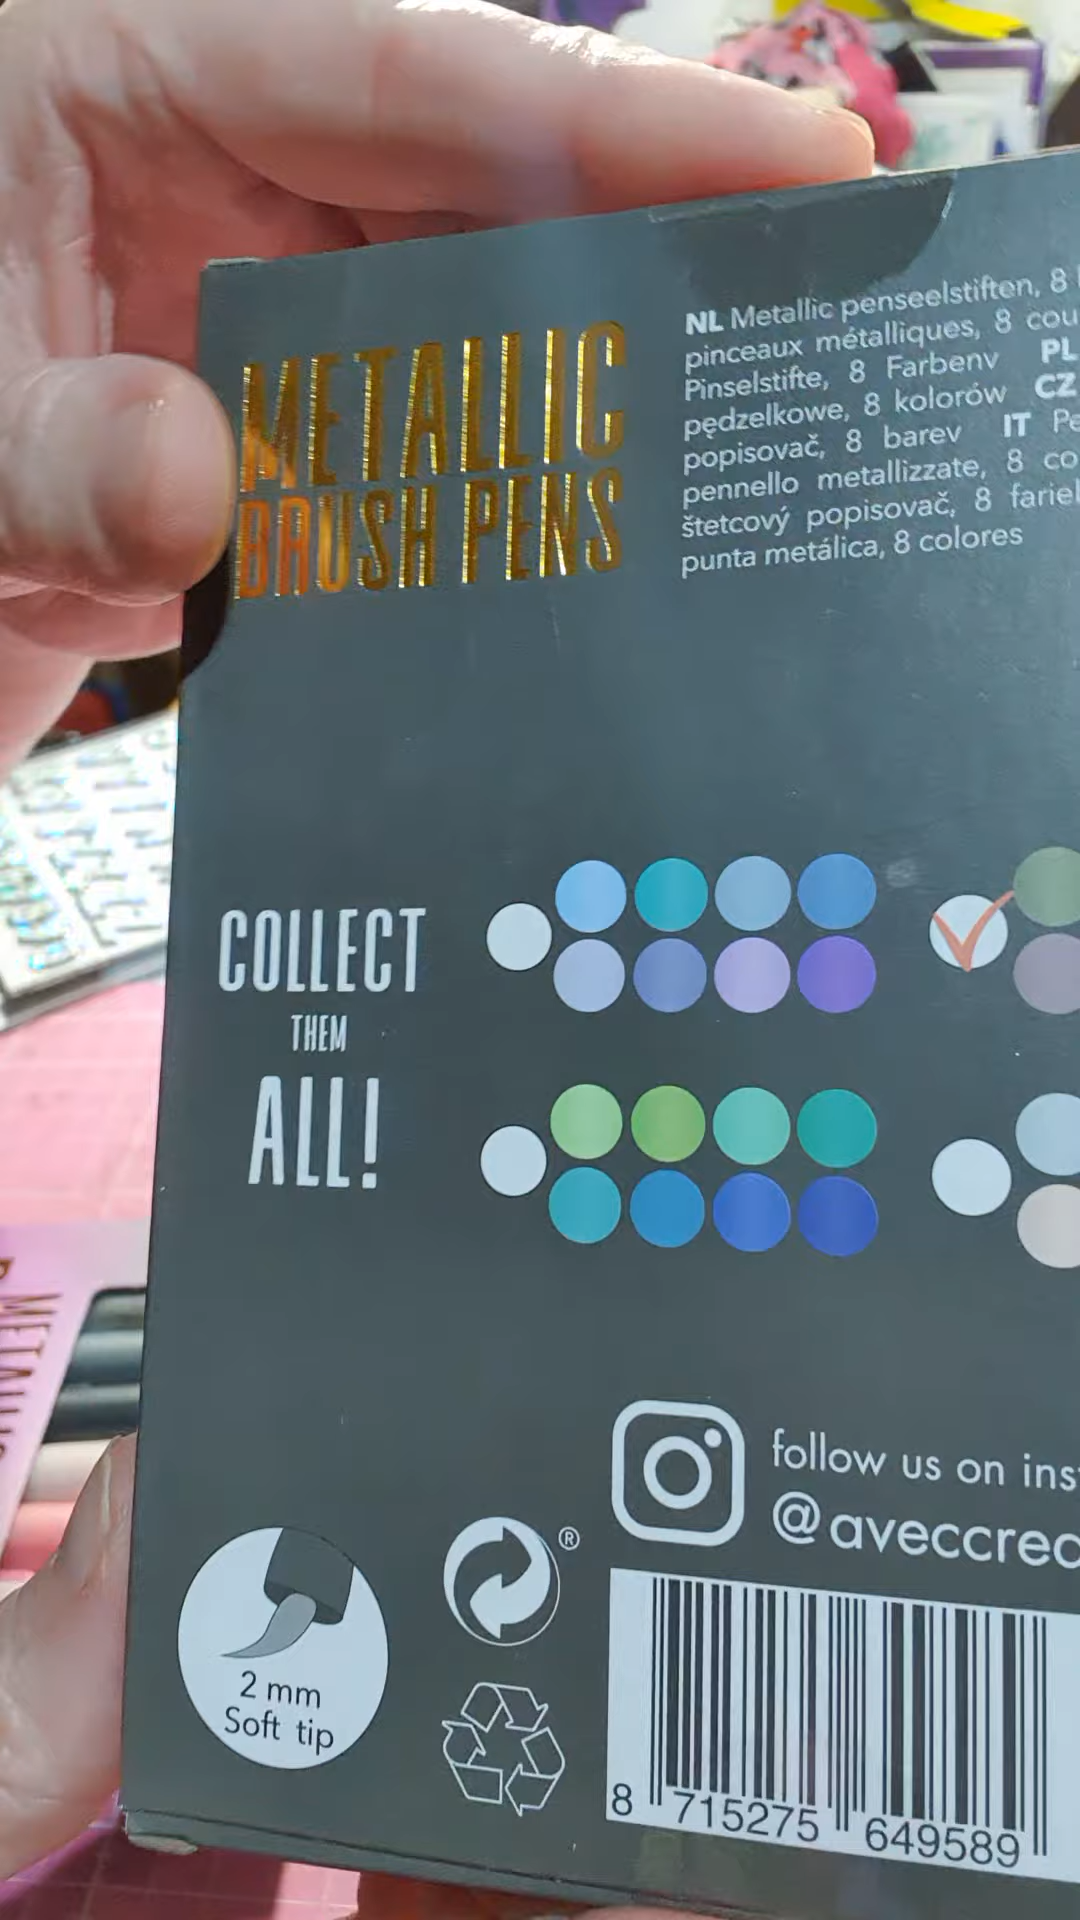 METALLIC
BRUSH PENS
NL Metallic penseelstiften, 8
pinceaux métalliques, 8
Pinselstifte, 8 Farbenv PL
pędzelkowe, 8 kolorów CZ
popisovač, 8 barev IT
pennello metallizzate, 8
štetcový popisovač, 8
punta metálica, 8 colores
COLLECT
THEM
ALL!
follow us on
@aveccrea
2 mm
Soft tip
®
8 715275 649589